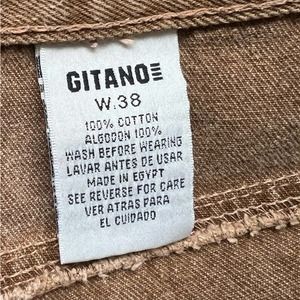 GITANO
W.38
100% COTTON
ALGODON 100%
WASH BEFORE WEARING
LAVAR ANTES DE USAR
MADE IN EGYPT
SEE REVERSE FOR CARE
VER ATRAS PARA
EL CUIDADO